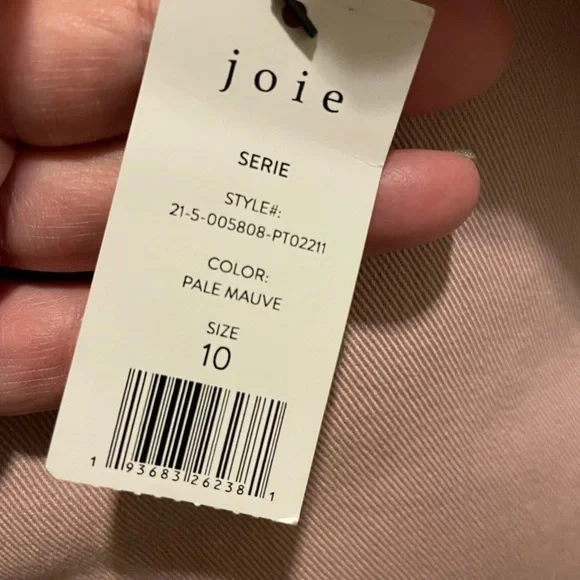 joie
SERIE
STYLE#:
21-5-005808-PT02211
COLOR:
PALE MAUVE
SIZE
10
1 93683 26238 1